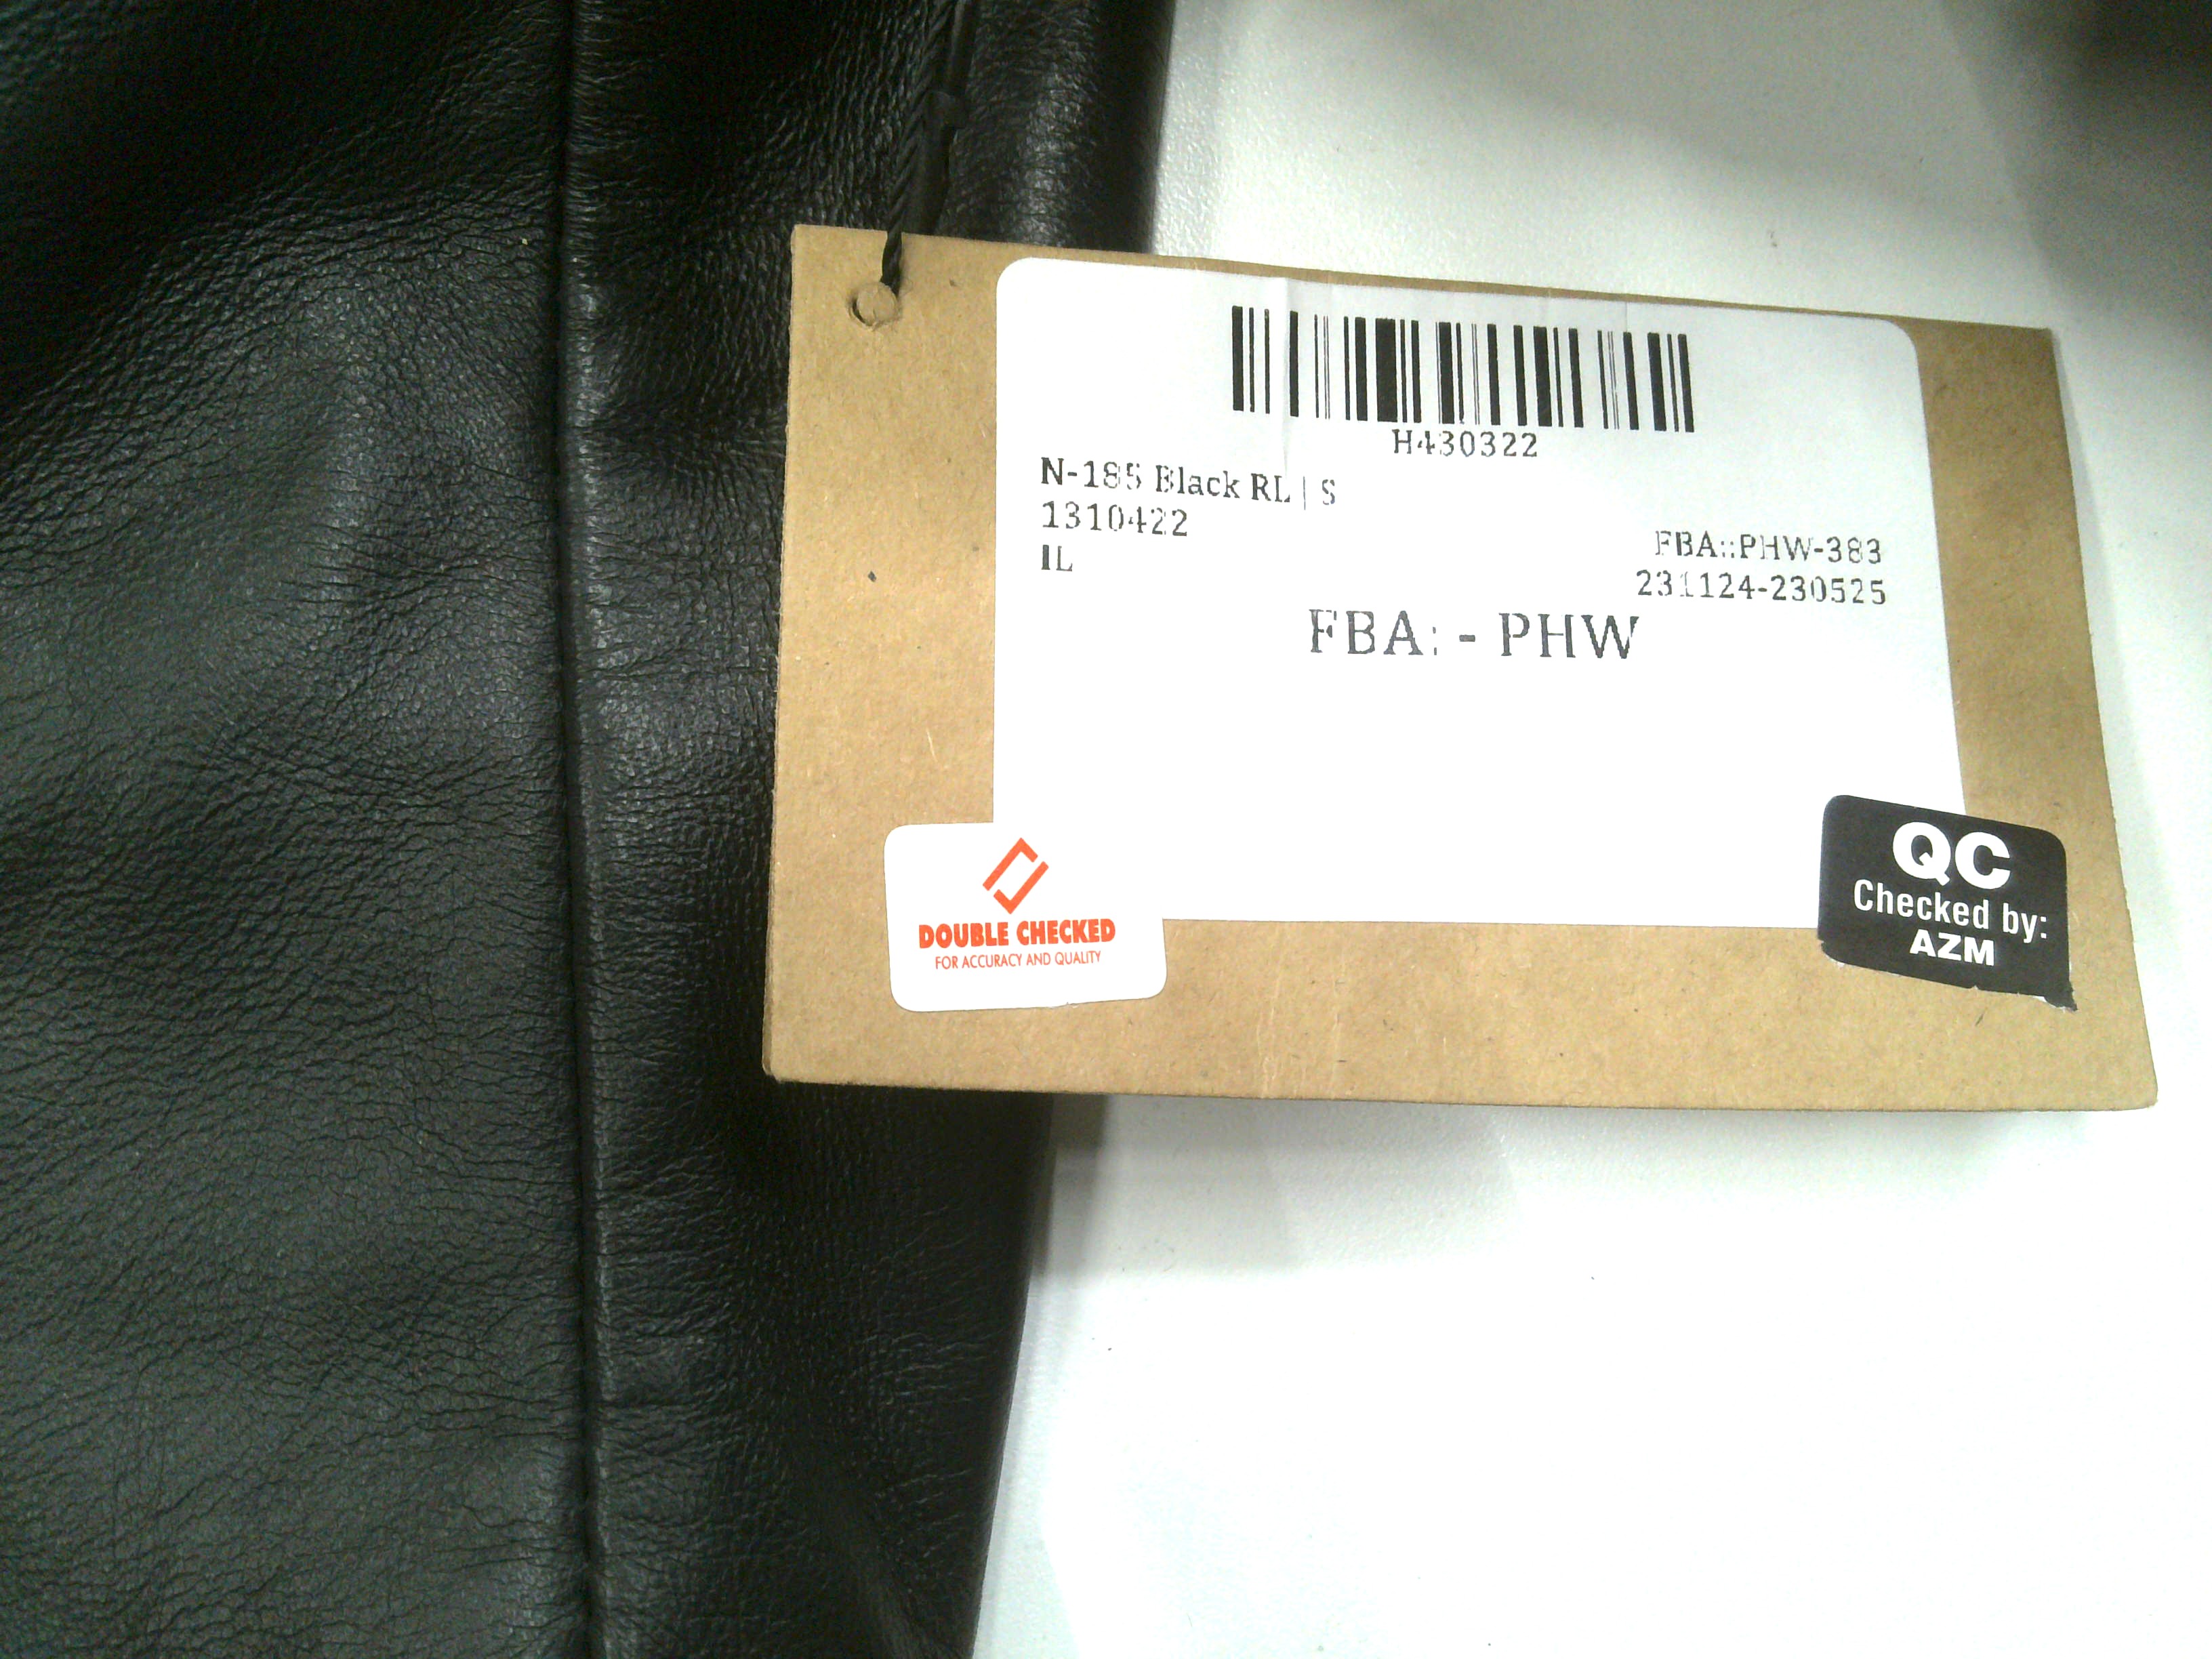 H430322
N-185 Black RL | S
1310422
IL
FBA::PHW-383
231124-230525
FBA: - PHW
DOUBLE CHECKED
FOR ACCURACY AND QUALITY
QC
Checked by:
AZM